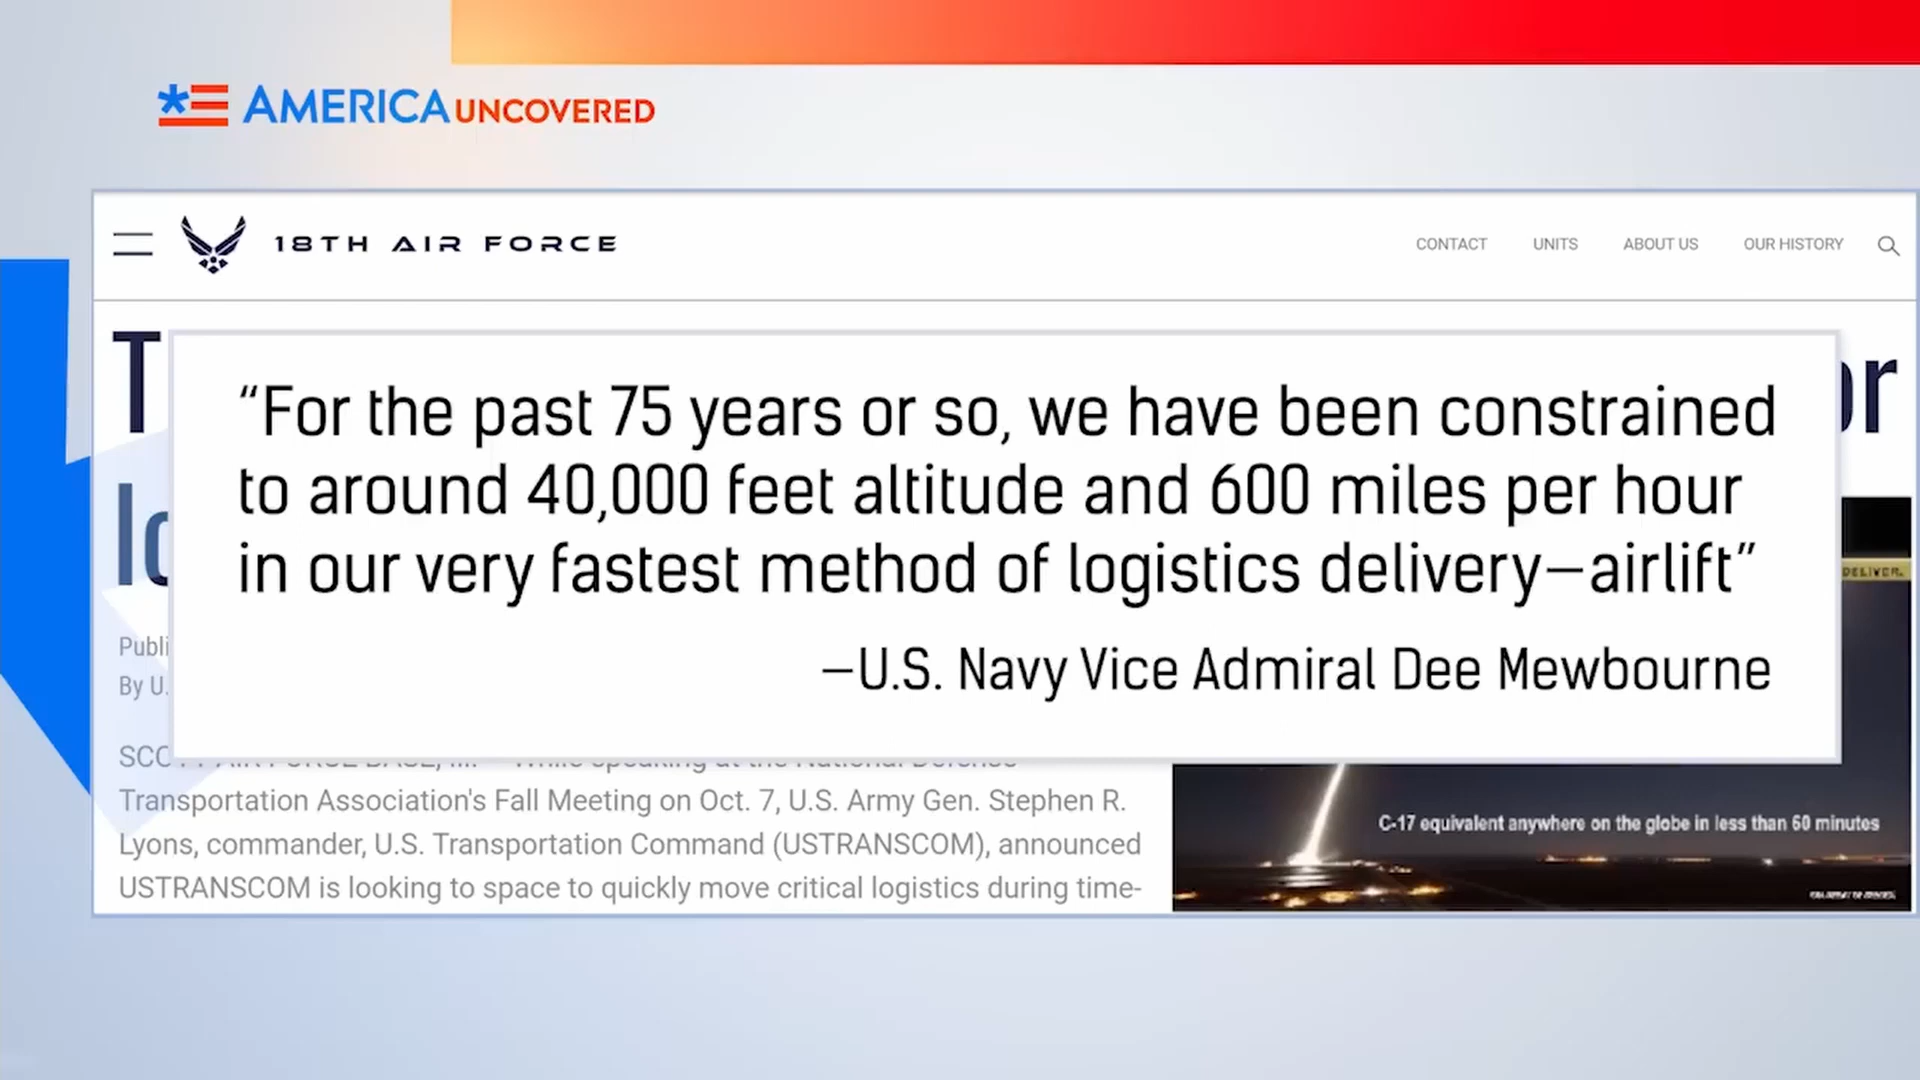 AMERICA UNCOVERED
18TH AIR FORCE
CONTACT UNITS ABOUT US OUR HISTORY
“For the past 75 years or so, we have been constrained
to around 40,000 feet altitude and 600 miles per hour
in our very fastest method of logistics delivery—airlift”
—U.S. Navy Vice Admiral Dee Mewbourne
DELIVER.
Publi
By U.
Transportation Association's Fall Meeting on Oct. 7, U.S. Army Gen. Stephen R.
Lyons, commander, U.S. Transportation Command (USTRANSCOM), announced
USTRANSCOM is looking to space to quickly move critical logistics during time-
C-17 equivalent anywhere on the globe in less than 60 minutes